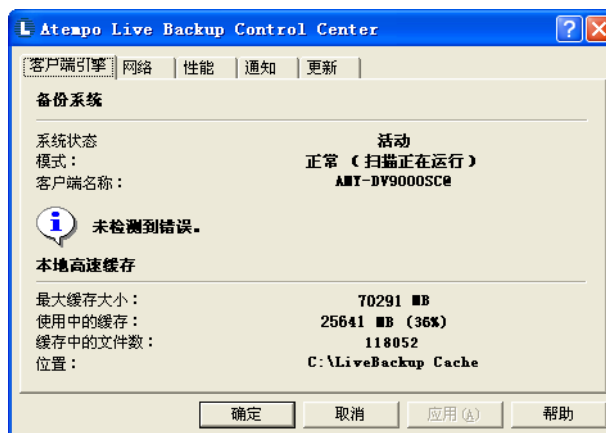 Atempo Live Backup Control Center
客户端引擎 网络 性能 通知 更新
备份系统
系统状态 活动
模式： 正常 (扫描正在运行)
客户端名称： AMY-DV9000SC@
未检测到错误。
本地高速缓存
最大缓存大小： 70291 MB
使用中的缓存： 25641 MB (36%)
缓存中的文件数： 118052
位置： C:\LiveBackup Cache
确定 取消 应用(A) 帮助